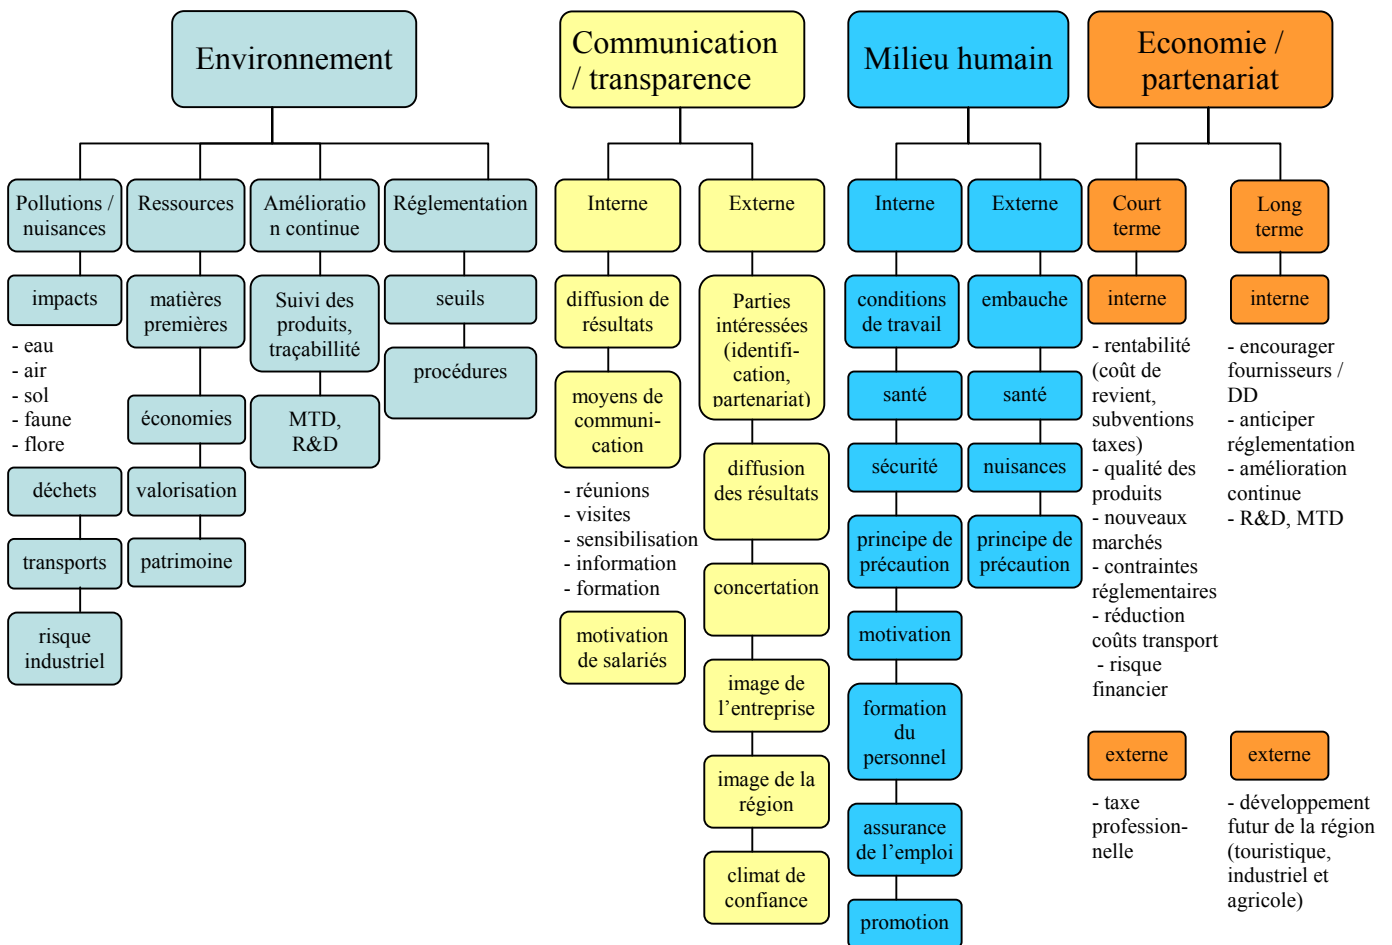 Environnement
Communication
/ transparence
Milieu humain
Economie /
partenariat
Pollutions /
nuisances
impacts
- eau
- air
- sol
- faune
- flore
déchets
transports
risque
industriel
Ressources
matières
premières
économies
valorisation
patrimoine
Amélioratio
n continue
Suivi des
produits,
traçabillité
MTD,
R&D
Réglementation
seuils
procédures
Interne
diffusion de
résultats
moyens de
communi-
cation
- réunions
- visites
- sensibilisation
- information
- formation
motivation
de salariés
Externe
Parties
intéressées
(identifi-
cation,
partenariat)
diffusion
des résultats
concertation
image de
l’entreprise
image de la
région
climat de
confiance
Interne
conditions
de travail
santé
sécurité
principe de
précaution
motivation
formation
du
personnel
assurance
de l’emploi
promotion
Externe
embauche
santé
nuisances
principe de
précaution
Court
terme
interne
- rentabilité
(coût de
revient,
subventions
taxes)
- qualité des
produits
- nouveaux
marchés
- contraintes
réglementaires
- réduction
coûts transport
- risque
financier
externe
- taxe
profession-
nelle
Long
terme
interne
- encourager
fournisseurs /
DD
- anticiper
réglementation
- amélioration
continue
- R&D, MTD
externe
- développement
futur de la région
(touristique,
industriel et
agricole)